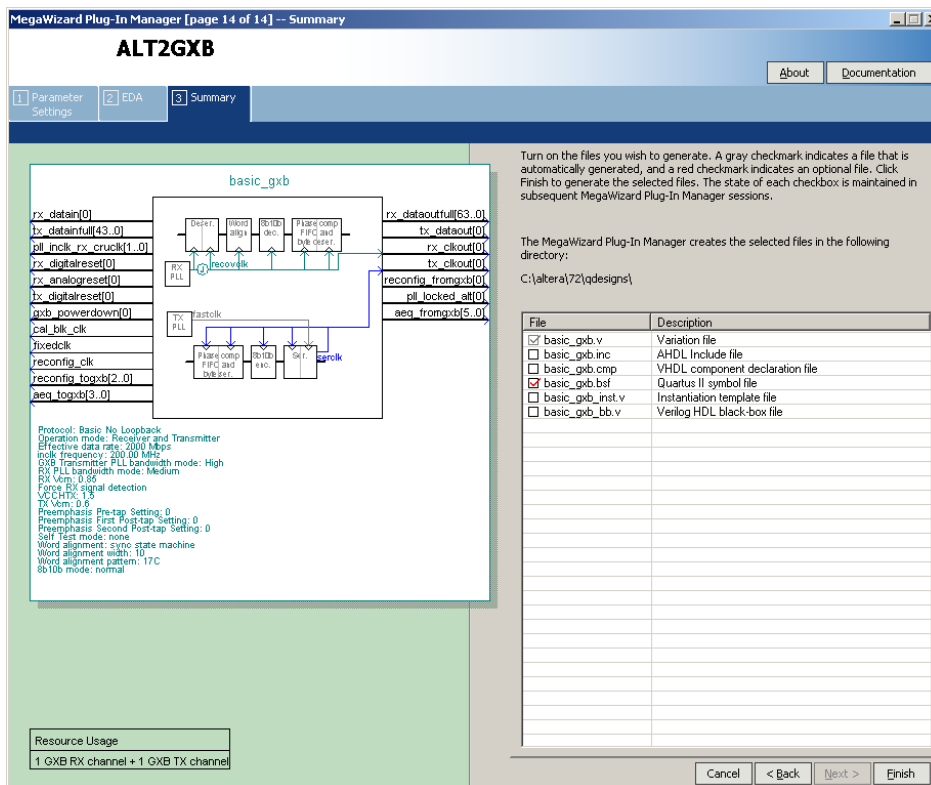 MegaWizard Plug-In Manager [page 14 of 14] -- Summary
ALT2GXB
About
Documentation
1 Parameter Settings
2 EDA
3 Summary
basic_gxb
rx_datain[0]
tx_datainfull[43..0]
pll_inclk_rx_cruclk[1..0]
rx_digitalreset[0]
rx_analogreset[0]
tx_digitalreset[0]
gxb_powerdown[0]
cal_blk_clk
fixedclk
reconfig_clk
reconfig_togxb[2..0]
aeq_togxb[3..0]
Deser.
Word align
8b10b dec.
Phase comp FIFO and byte deser.
RX PLL
recovclk
TX PLL
fastclk
Phase comp FIFO and byte ser.
8b10b enc.
Ser.
serclk
rx_dataoutfull[63..0]
tx_dataout[0]
rx_clkout[0]
tx_clkout[0]
reconfig_fromgxb[0]
pll_locked_alt[0]
aeq_fromgxb[5..0]
Protocol: Basic No Loopback
Operation mode: Receiver and Transmitter
Effective data rate: 2000 Mbps
inclk frequency: 200.00 MHz
GXB Transmitter PLL bandwidth mode: High
RX PLL bandwidth mode: Medium
RX Vcm: 0.85
Force RX signal detection
VCCHTX: 1.5
TX Vcm: 0.6
Preemphasis Pre-tap Setting: 0
Preemphasis First Post-tap Setting: 0
Preemphasis Second Post-tap Setting: 0
Self Test mode: none
Word alignment: sync state machine
Word alignment width: 10
Word alignment pattern: 17C
8b10b mode: normal
Resource Usage
1 GXB RX channel + 1 GXB TX channel
Turn on the files you wish to generate. A gray checkmark indicates a file that is
automatically generated, and a red checkmark indicates an optional file. Click
Finish to generate the selected files. The state of each checkbox is maintained in
subsequent MegaWizard Plug-In Manager sessions.
The MegaWizard Plug-In Manager creates the selected files in the following
directory:
C:\altera\72\qdesigns\
File Description
basic_gxb.v Variation file
basic_gxb.inc AHDL Include file
basic_gxb.cmp VHDL component declaration file
basic_gxb.bsf Quartus II symbol file
basic_gxb_inst.v Instantiation template file
basic_gxb_bb.v Verilog HDL black-box file
Cancel
< Back
Next >
Finish